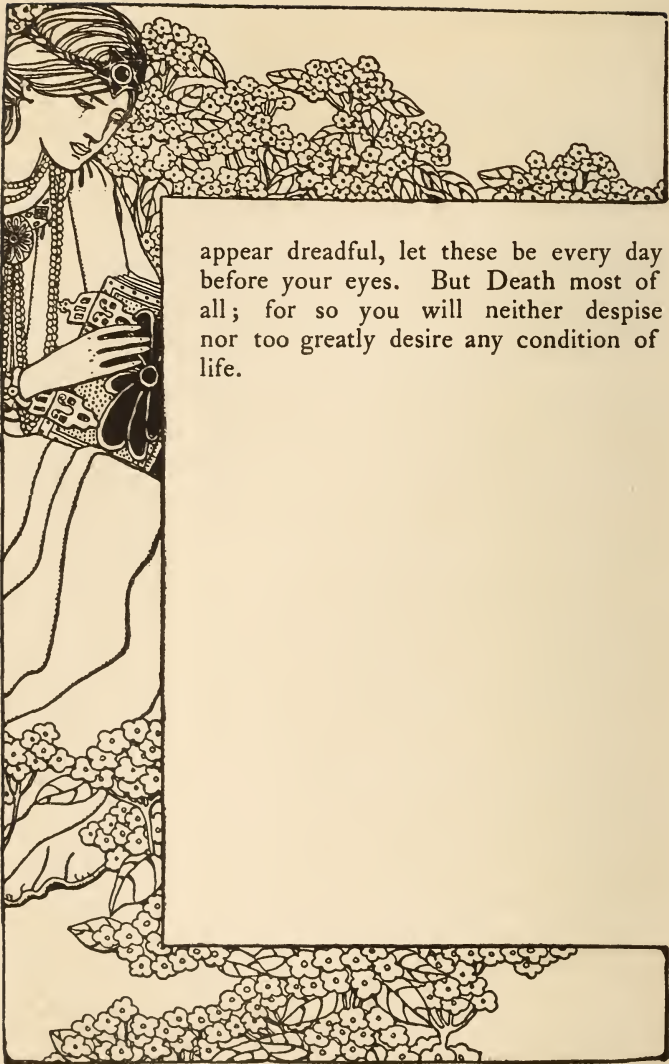 appear dreadful, let these be every day
before your eyes. But Death most of
all; for so you will neither despise
nor too greatly desire any condition of
life.